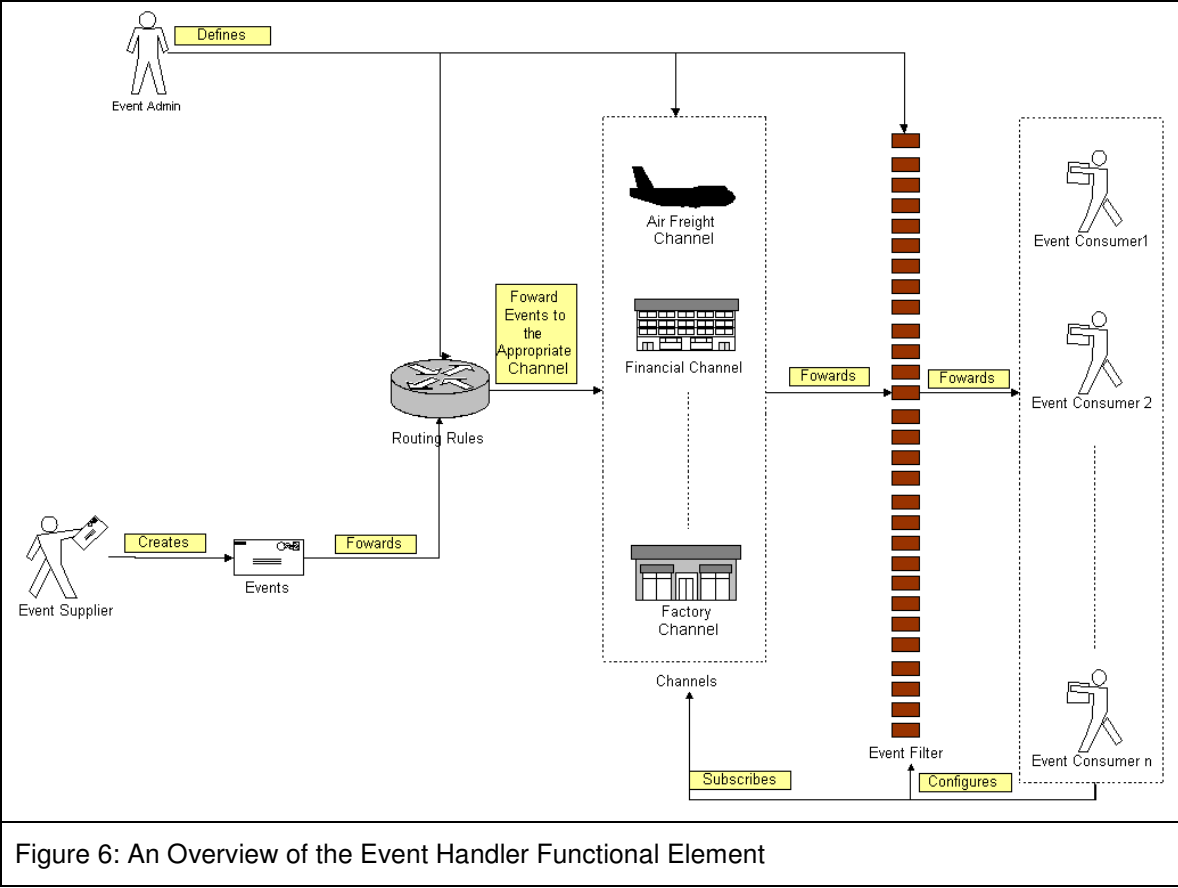 Defines
Event Admin
Air Freight
Channel
Event Consumer1
Foward
Events to
the
Appropriate
Channel
Financial Channel
Fowards
Fowards
Event Consumer 2
Routing Rules
Creates
Fowards
Events
Event Supplier
Factory
Channel
Channels
Event Filter
Event Consumer n
Subscribes
Configures
Figure 6: An Overview of the Event Handler Functional Element